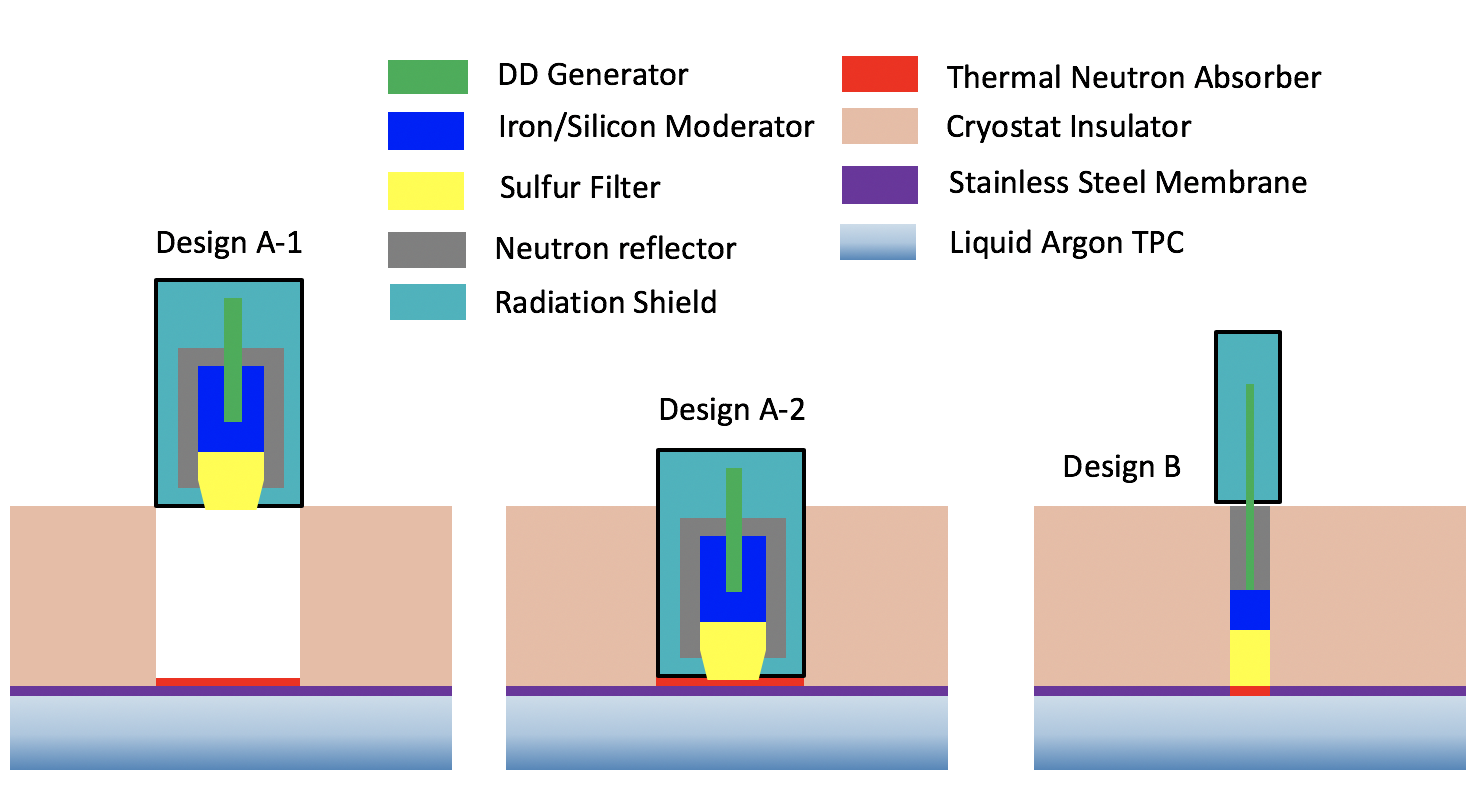 DD Generator
Iron/Silicon Moderator
Sulfur Filter
Neutron reflector
Radiation Shield
Thermal Neutron Absorber
Cryostat Insulator
Stainless Steel Membrane
Liquid Argon TPC
Design A-1
Design A-2
Design B